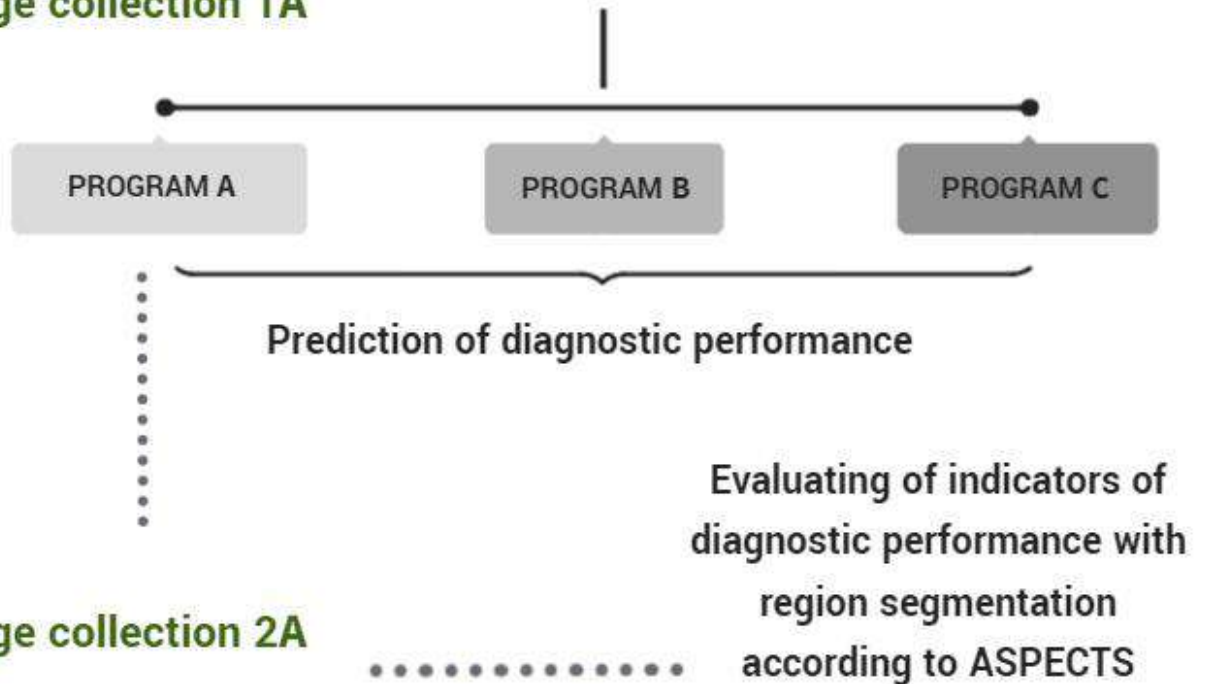 ge collection 1A
PROGRAM A
PROGRAM B
PROGRAM C
Prediction of diagnostic performance
Evaluating of indicators of
diagnostic performance with
region segmentation
ge collection 2A
according to ASPECTS